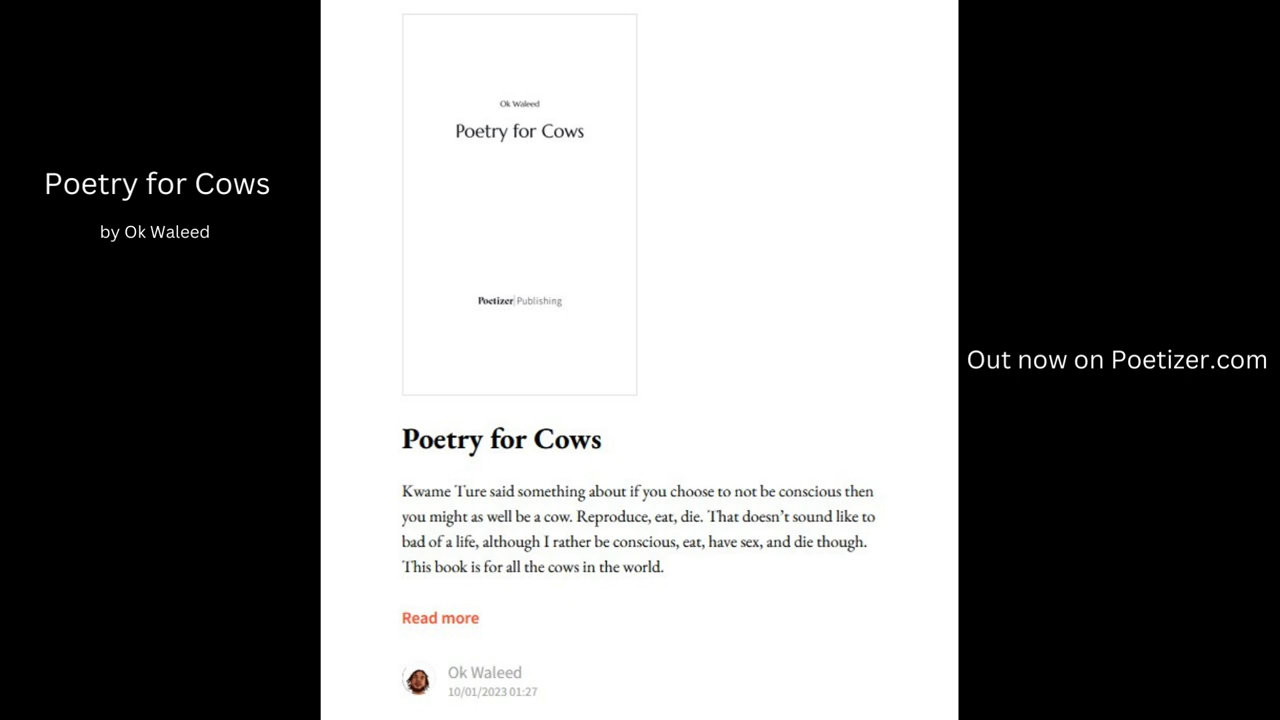 Poetry for Cows
by Ok Waleed
Ok Waleed
Poetry for Cows
Poetizer Publishing
Poetry for Cows
Kwame Ture said something about if you choose to not be conscious then
you might as well be a cow. Reproduce, eat, die. That doesn't sound like to
bad of a life, although I rather be conscious, eat, have sex, and die though.
This book is for all the cows in the world.
Read more
Ok Waleed
10/01/2023 01:27
Out now on Poetizer.com